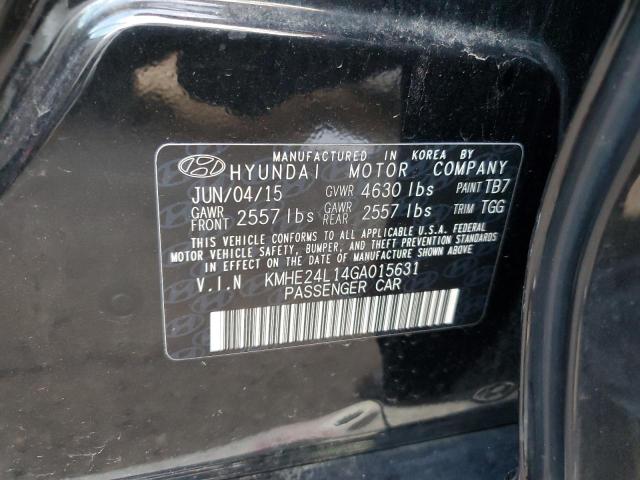 MANUFACTURED IN KOREA BY
HYUNDAI MOTOR COMPANY
JUN/04/15 GVWR 4630 lbs PAINT TB7
GAWR FRONT 2557 lbs GAWR REAR 2557 lbs TRIM TGG
THIS VEHICLE CONFORMS TO ALL APPLICABLE U.S.A. FEDERAL
MOTOR VEHICLE SAFETY, BUMPER, AND THEFT PREVENTION STANDARDS
IN EFFECT ON THE DATE OF MANUFACTURE SHOWN ABOVE.
V.I.N KMHE24L14GA015631
PASSENGER CAR